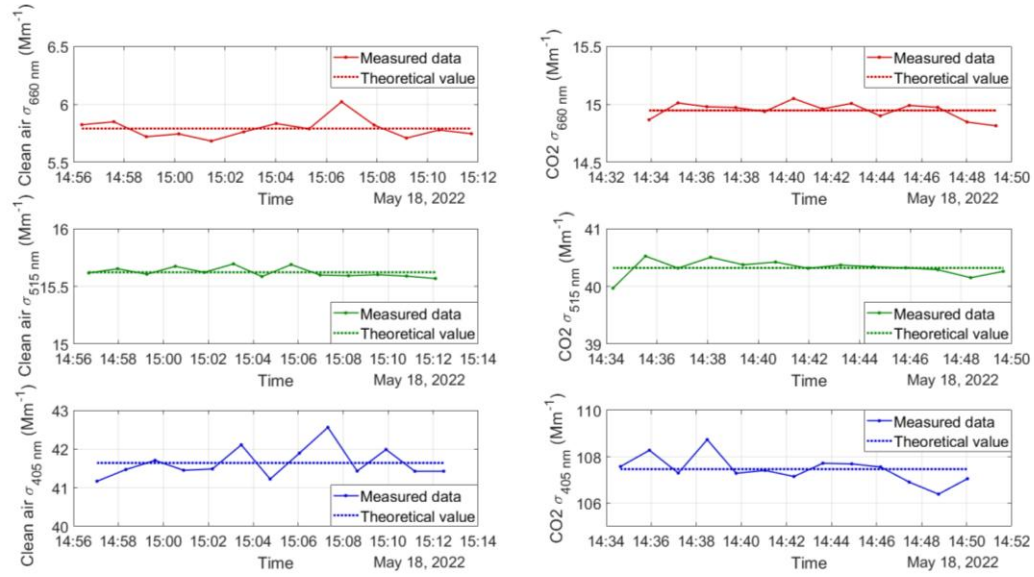 Clean air σ660 nm (Mm-1)
6.5
6
5.5
Measured data
Theoretical value
14:56 14:58 15:00 15:02 15:04 15:06 15:08 15:10 15:12
Time
May 18, 2022
CO2 σ660 nm (Mm-1)
15.5
15
14.5
Measured data
Theoretical value
14:32 14:34 14:36 14:38 14:40 14:42 14:44 14:46 14:48 14:50
Time
May 18, 2022
Clean air σ515 nm (Mm-1)
16
15.5
15
Measured data
Theoretical value
14:56 14:58 15:00 15:02 15:04 15:06 15:08 15:10 15:12 15:14
Time
May 18, 2022
CO2 σ515 nm (Mm-1)
41
40
39
Measured data
Theoretical value
14:34 14:36 14:38 14:40 14:42 14:44 14:46 14:48 14:50
Time
May 18, 2022
Clean air σ405 nm (Mm-1)
43
42
41
40
Measured data
Theoretical value
14:56 14:58 15:00 15:02 15:04 15:06 15:08 15:10 15:12 15:14
Time
May 18, 2022
CO2 σ405 nm (Mm-1)
110
108
106
Measured data
Theoretical value
14:34 14:36 14:38 14:40 14:42 14:44 14:46 14:48 14:50 14:52
Time
May 18, 2022